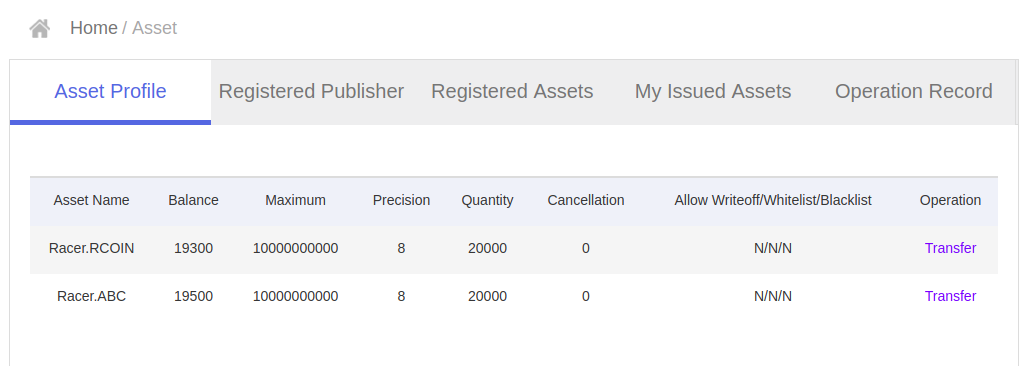 Home / Asset
Asset Profile Registered Publisher Registered Assets My Issued Assets Operation Record
Asset Name Balance Maximum Precision Quantity Cancellation Allow Writeoff/Whitelist/Blacklist Operation
Racer.RCOIN 19300 10000000000 8 20000 0 N/N/N Transfer
Racer.ABC 19500 10000000000 8 20000 0 N/N/N Transfer